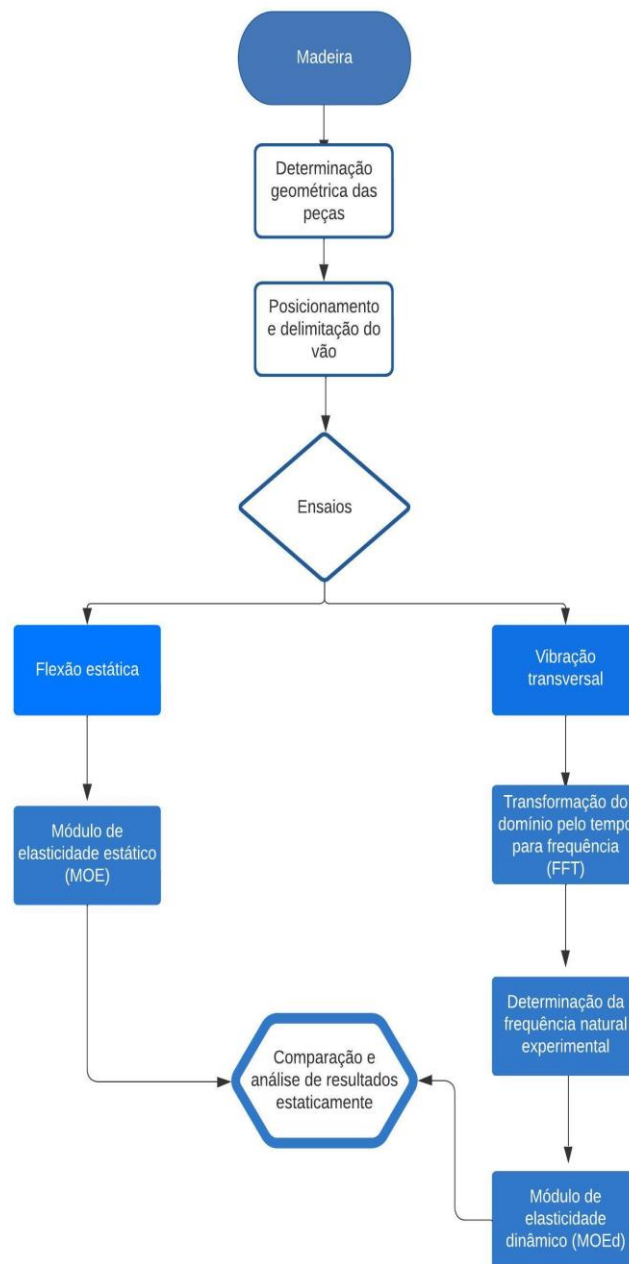 Madeira
Determinação
geométrica das
peças
Posicionamento
e delimitação do
vão
Ensaios
Flexão estática
Vibração
transversal
Módulo de
elasticidade estático
(MOE)
Transformação do
domínio pelo tempo
para frequência
(FFT)
Determinação da
frequência natural
experimental
Comparação e
análise de resultados
estaticamente
Módulo de
elasticidade
dinâmico (MOEd)